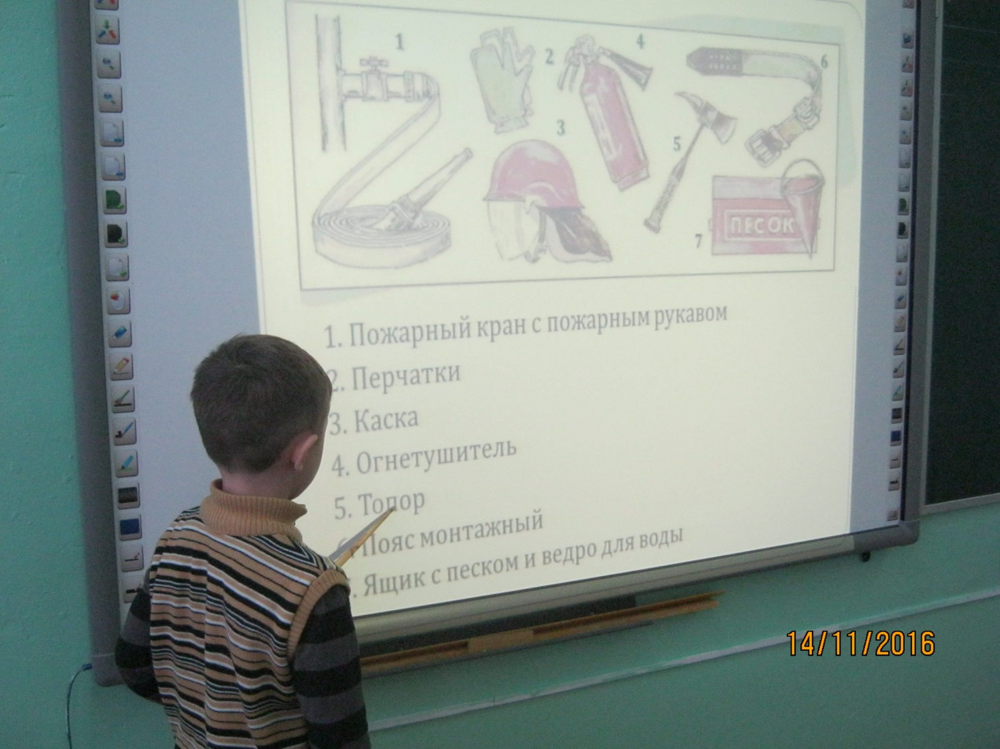 1
2
4
6
3
5
ПЕСОК
7
1. Пожарный кран с пожарным рукавом
2. Перчатки
3. Каска
4. Огнетушитель
5. Топор
6. Пояс монтажный
. Ящик с песком и ведро для воды
14/11/2016